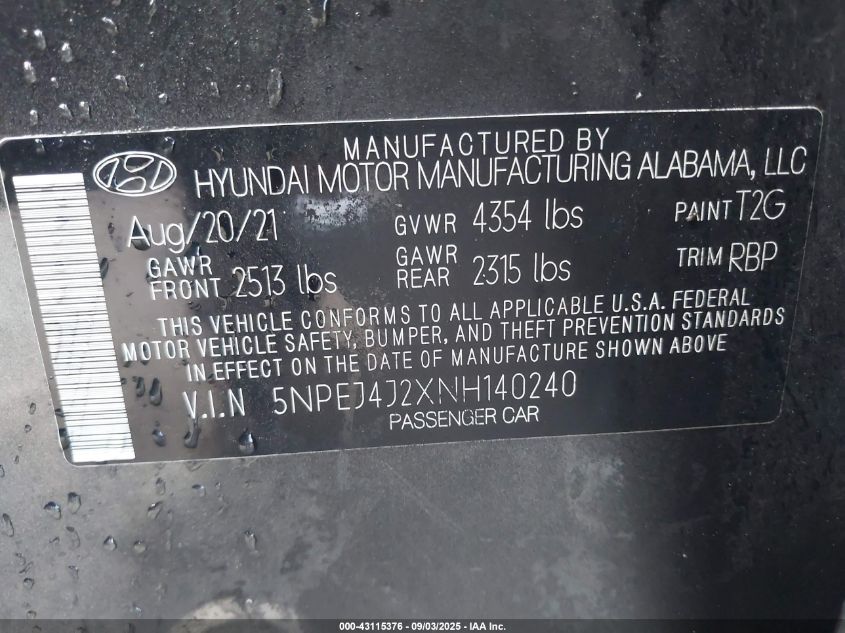 MANUFACTURED BY
HYUNDAI MOTOR MANUFACTURING ALABAMA, LLC
Aug/20/21 GVWR 4354 lbs PAINT T2G
GAWR FRONT 2513 lbs GAWR REAR 2315 lbs TRIM RBP
THIS VEHICLE CONFORMS TO ALL APPLICABLE U.S.A. FEDERAL
MOTOR VEHICLE SAFETY, BUMPER, AND THEFT PREVENTION STANDARDS
IN EFFECT ON THE DATE OF MANUFACTURE SHOWN ABOVE
V.I.N 5NPEJ4J2XNH140240
PASSENGER CAR
000-43115376 - 09/03/2025 - IAA Inc.